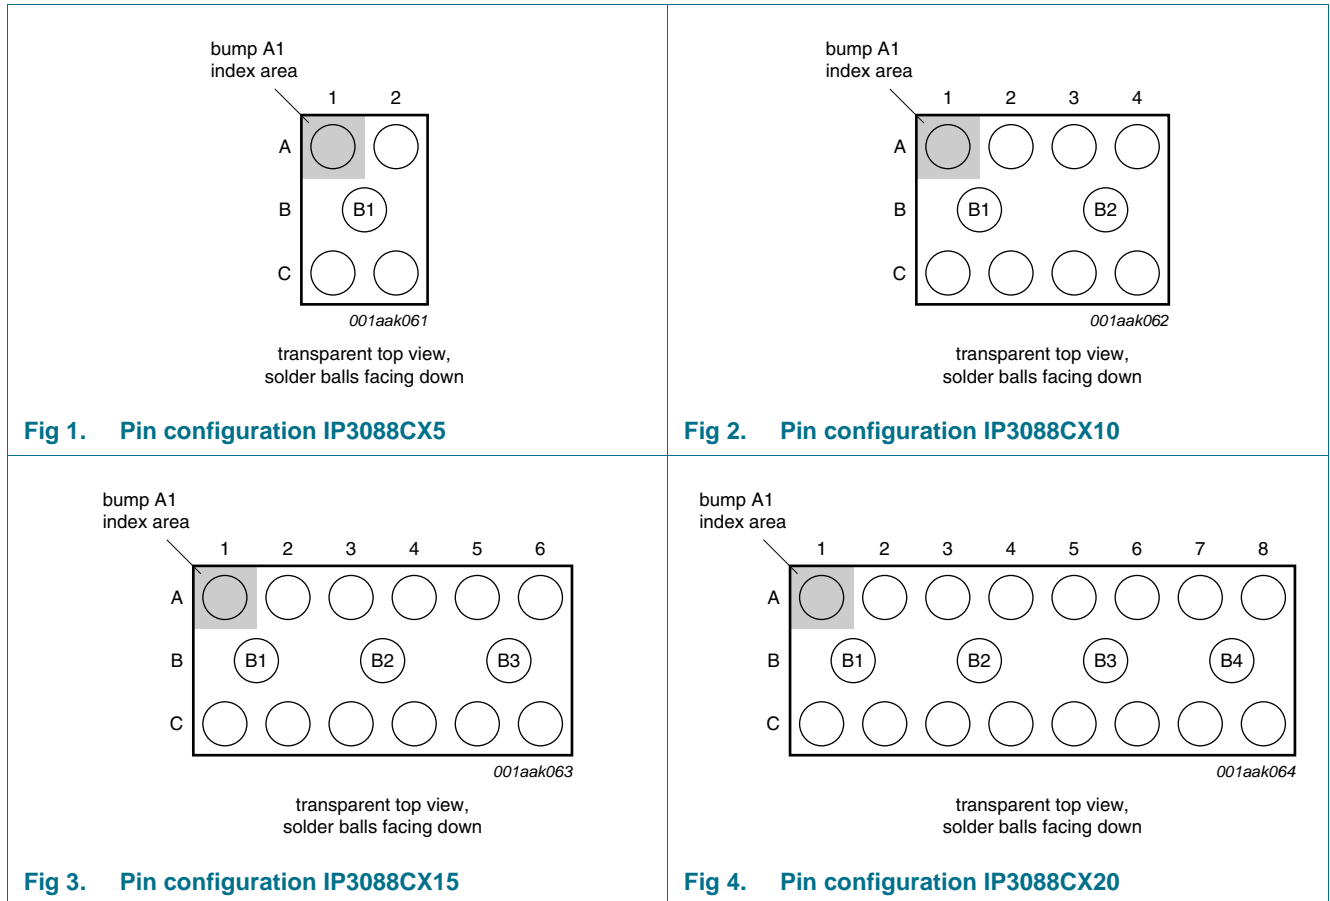 bump A1
index area
1 2
A
B B1
C
001aak061
transparent top view,
solder balls facing down
Fig 1. Pin configuration IP3088CX5
bump A1
index area
1 2 3 4
A
B B1 B2
C
001aak062
transparent top view,
solder balls facing down
Fig 2. Pin configuration IP3088CX10
bump A1
index area
1 2 3 4 5 6
A
B B1 B2 B3
C
001aak063
transparent top view,
solder balls facing down
Fig 3. Pin configuration IP3088CX15
bump A1
index area
1 2 3 4 5 6 7 8
A
B B1 B2 B3 B4
C
001aak064
transparent top view,
solder balls facing down
Fig 4. Pin configuration IP3088CX20